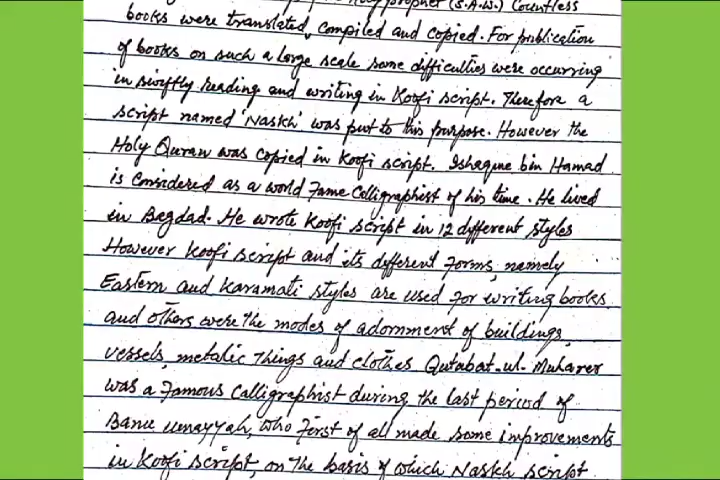 prophet (S.A.W.) Countless
books were translated, compiled and copied. For publication
of books on such a large scale some difficulties were occurring
in swiftly reading and writing in Koofi script. Therefore a
script named 'Naskh' was put to this purpose. However the
Holy Quran was copied in Koofi script. Ishaque bin Hamad
is considered as a world fame calligraphist of his time. He lived
in Bagdad. He wrote Koofi script in 12 different styles
However Koofi script and its different forms, namely
Eastern and Karamati styles are used for writing books
and others were the modes of adornment of buildings,
vessels, metalic things and clothes. Qutabat-ul-Muharer
was a famous calligraphist during the last period of
Banu Umayyah, who first of all made some improvements
in Koofi script, on the basis of which Naskh script